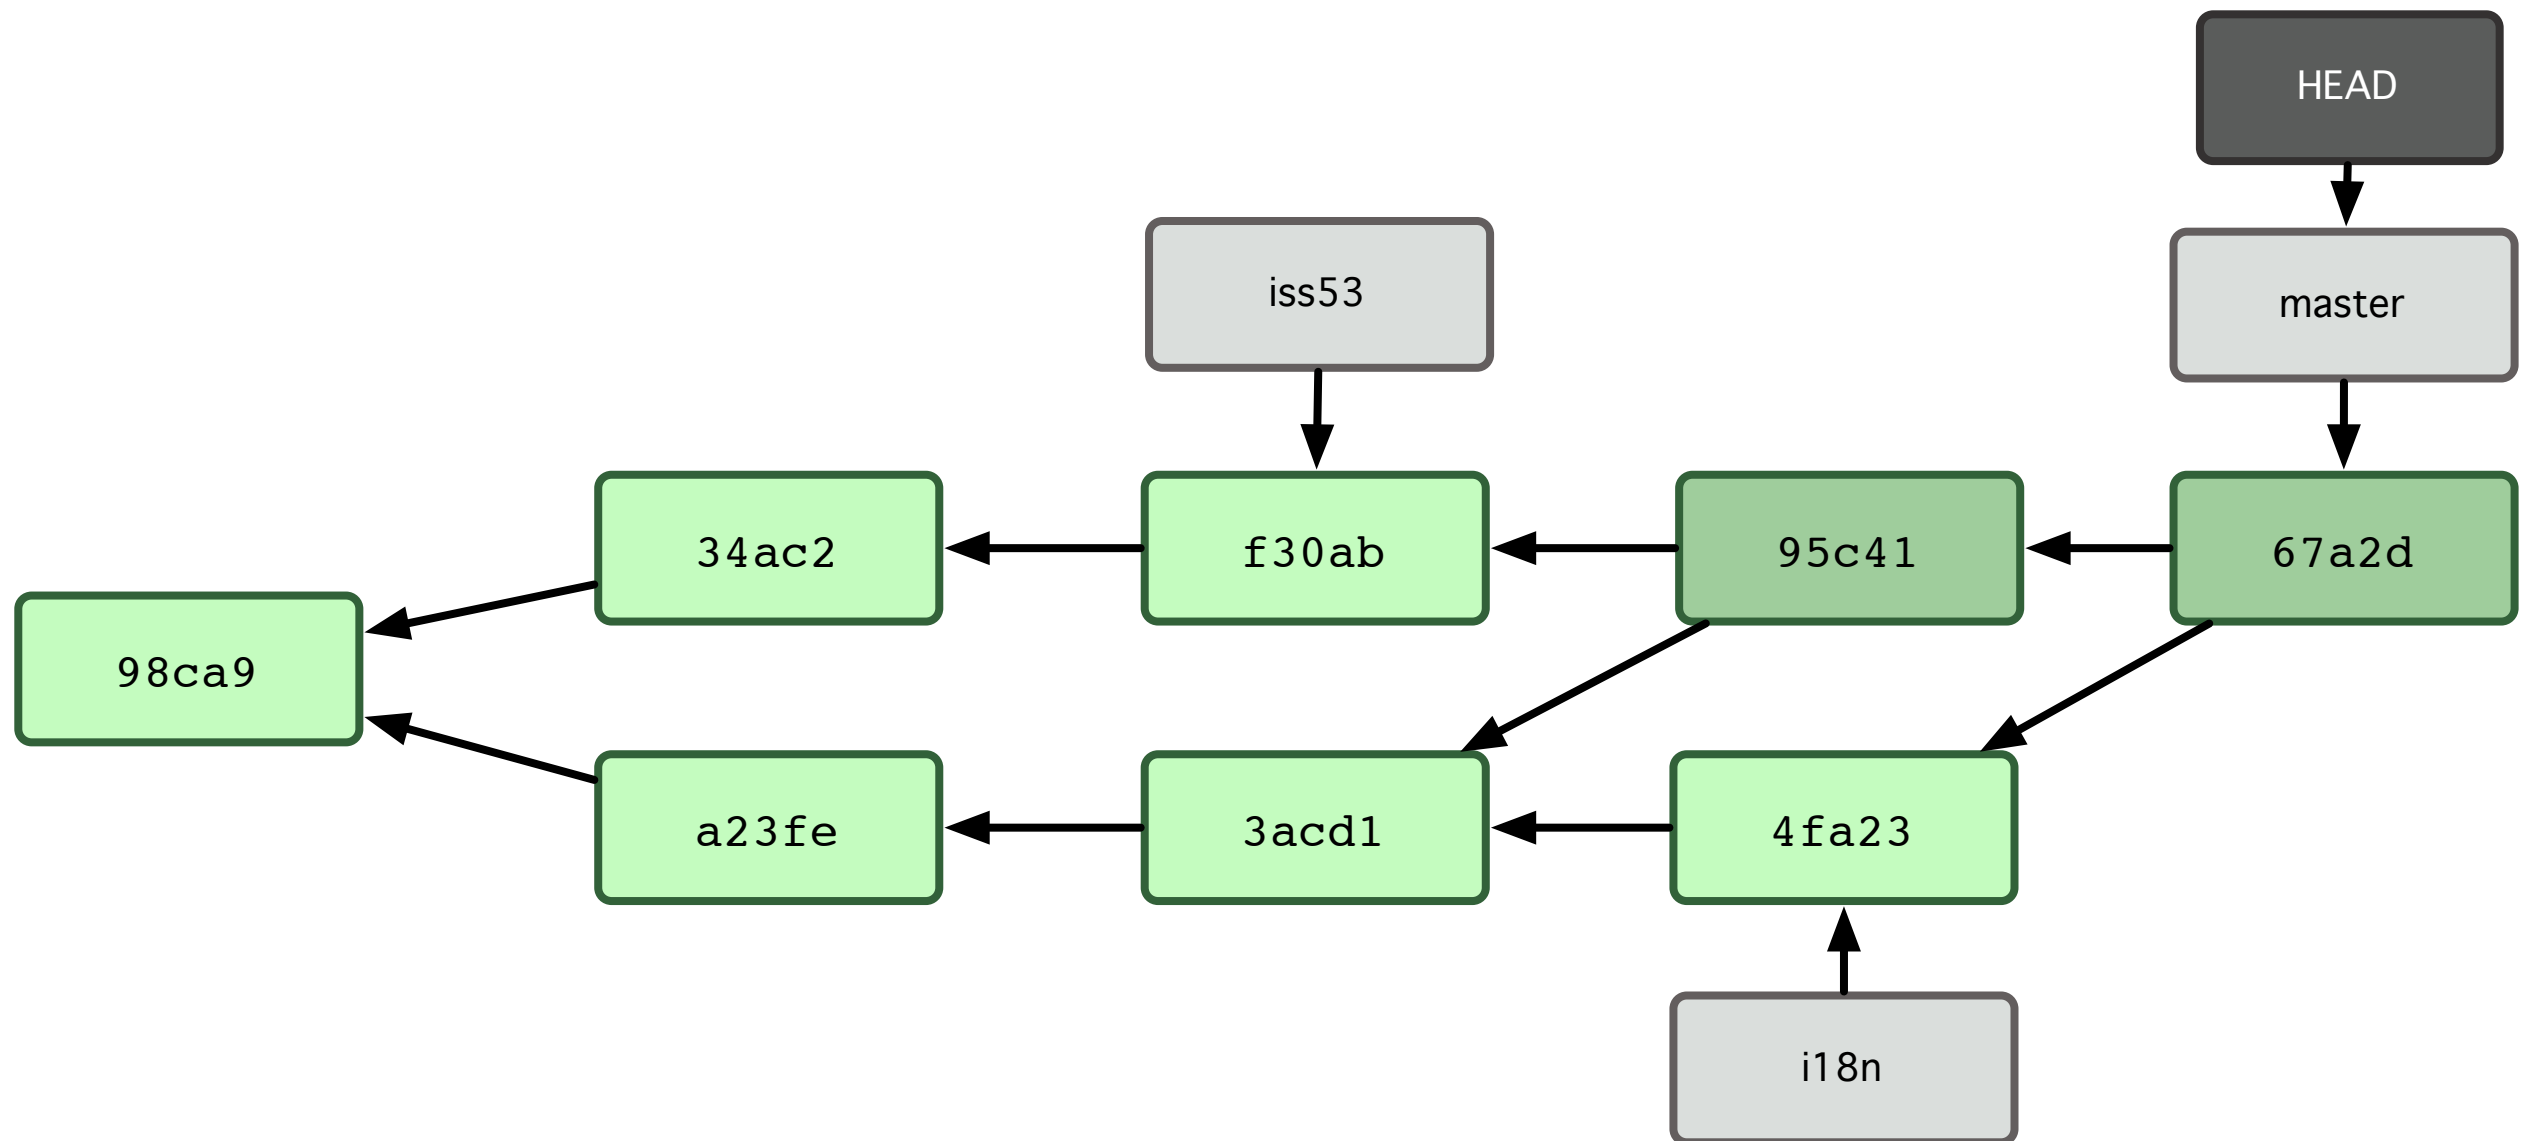 HEAD
iss53
master
34ac2
f30ab
95c41
67a2d
98ca9
a23fe
3acd1
4fa23
i18n